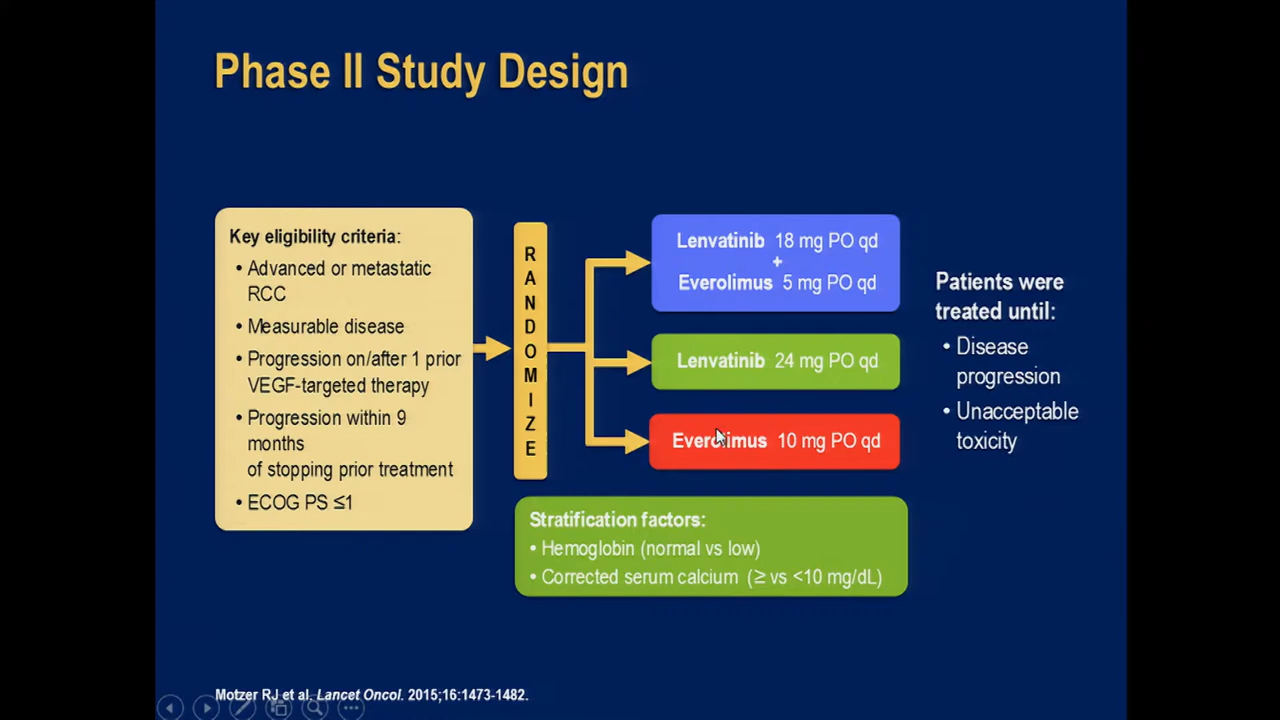 Phase II Study Design
Key eligibility criteria:
• Advanced or metastatic
RCC
• Measurable disease
• Progression on/after 1 prior
VEGF-targeted therapy
• Progression within 9
months
of stopping prior treatment
• ECOG PS ≤1
RANDOMIZE
Lenvatinib 18 mg PO qd
+
Everolimus 5 mg PO qd
Lenvatinib 24 mg PO qd
Everolimus 10 mg PO qd
Stratification factors:
• Hemoglobin (normal vs low)
• Corrected serum calcium (≥ vs <10 mg/dL)
Patients were
treated until:
• Disease
progression
• Unacceptable
toxicity
Motzer RJ et al. Lancet Oncol. 2015;16:1473-1482.